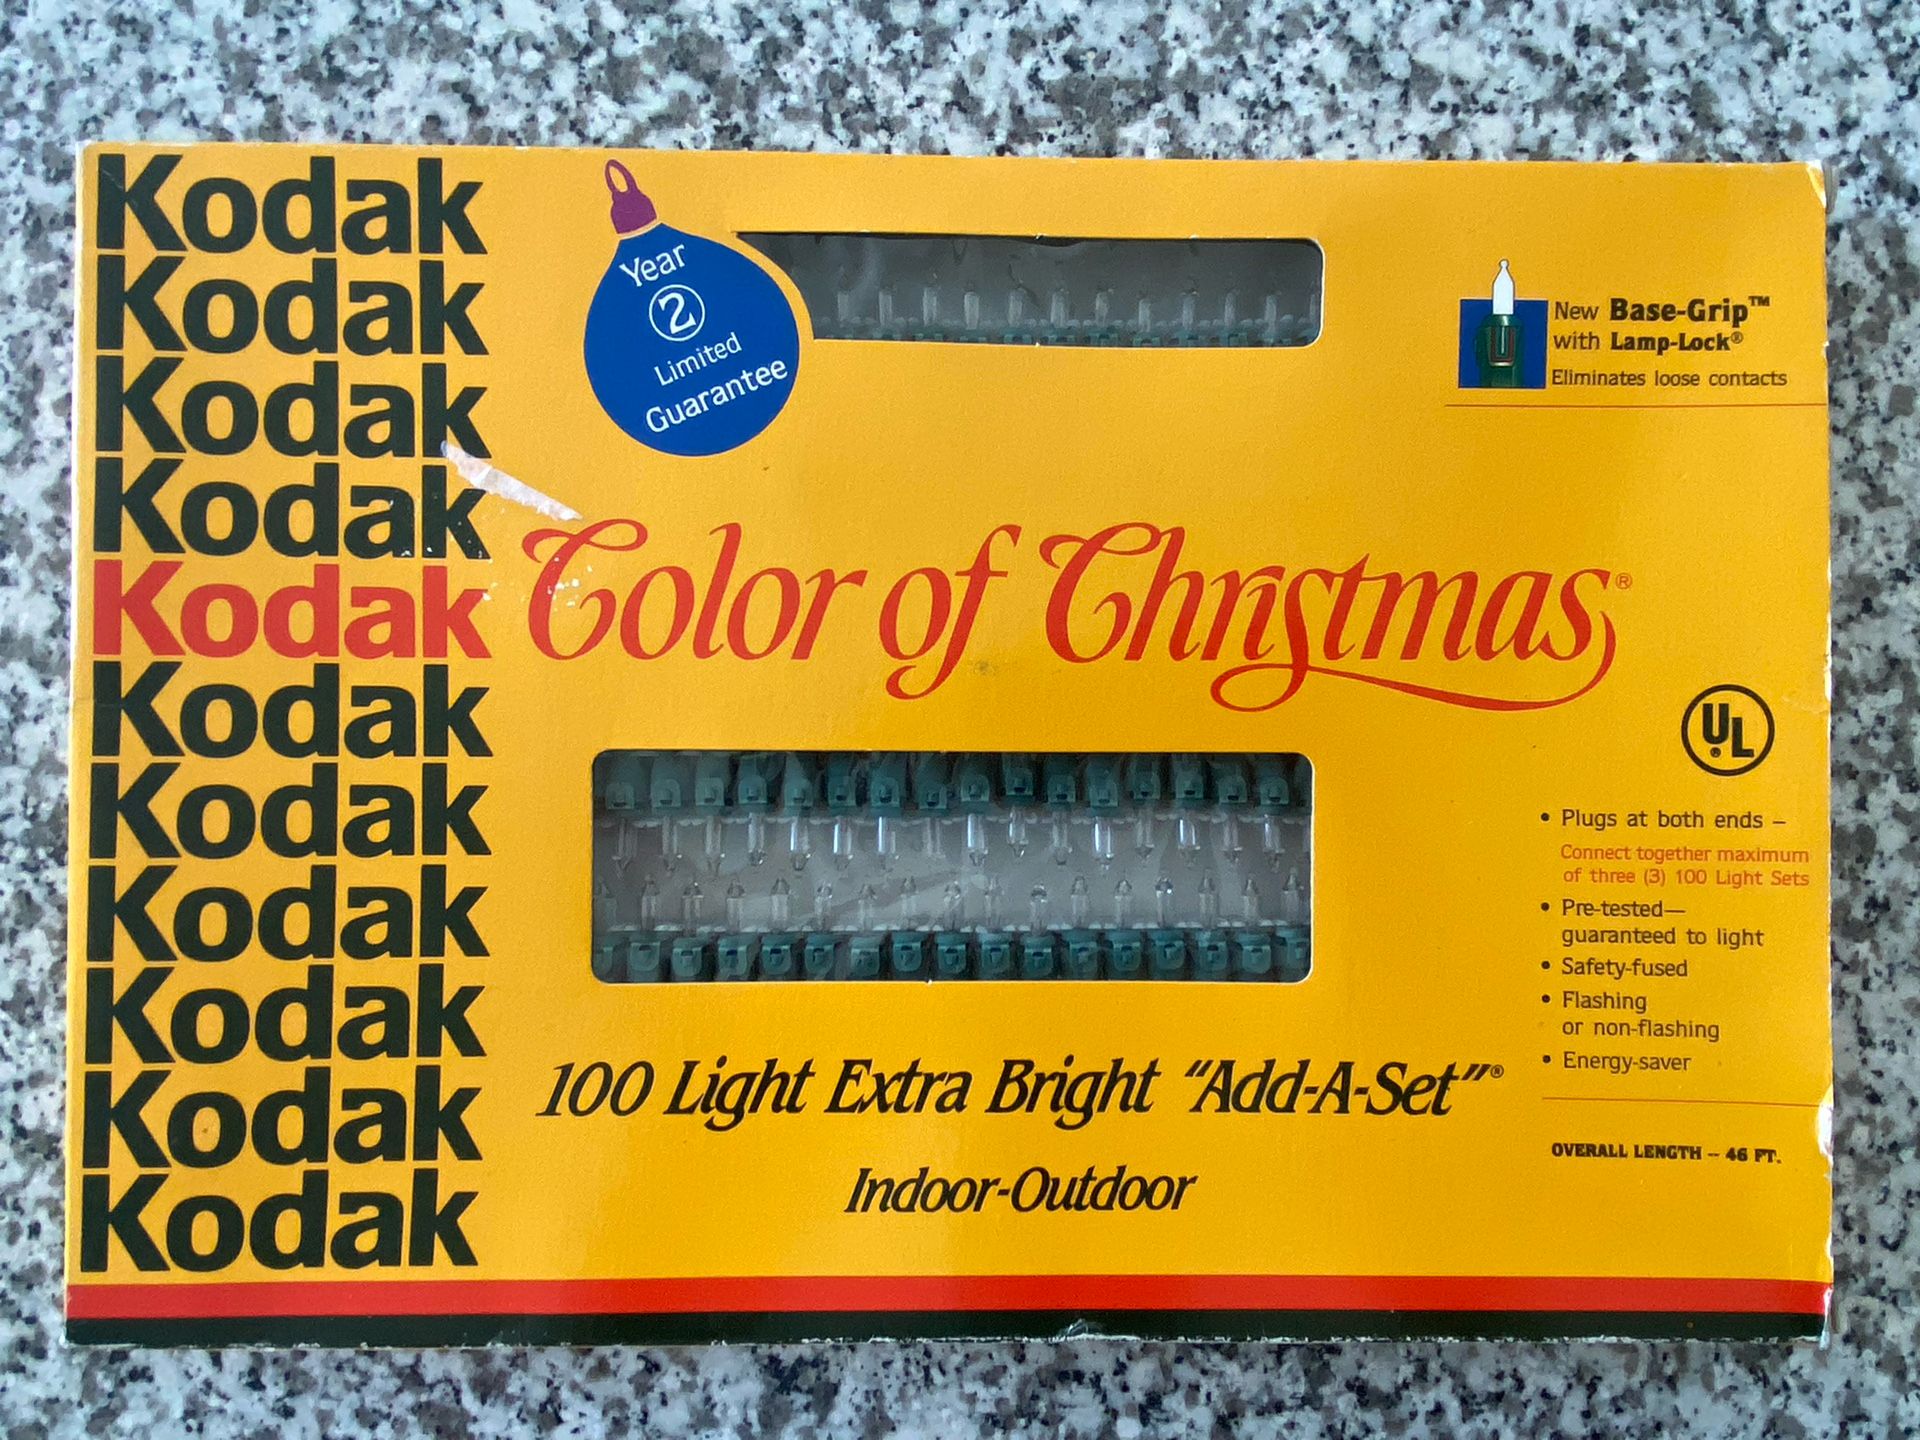 Kodak
Kodak
Kodak
Kodak
Kodak
Kodak
Kodak
Kodak
Kodak
Kodak
Kodak
Year
2
Limited
Guarantee
New Base-Grip™
with Lamp-Lock®
Eliminates loose contacts
Color of Christmas®
UL®
• Plugs at both ends –
Connect together maximum
of three (3) 100 Light Sets
• Pre-tested—
guaranteed to light
• Safety-fused
• Flashing
or non-flashing
• Energy-saver
100 Light Extra Bright "Add-A-Set"®
Indoor-Outdoor
OVERALL LENGTH – 46 FT.